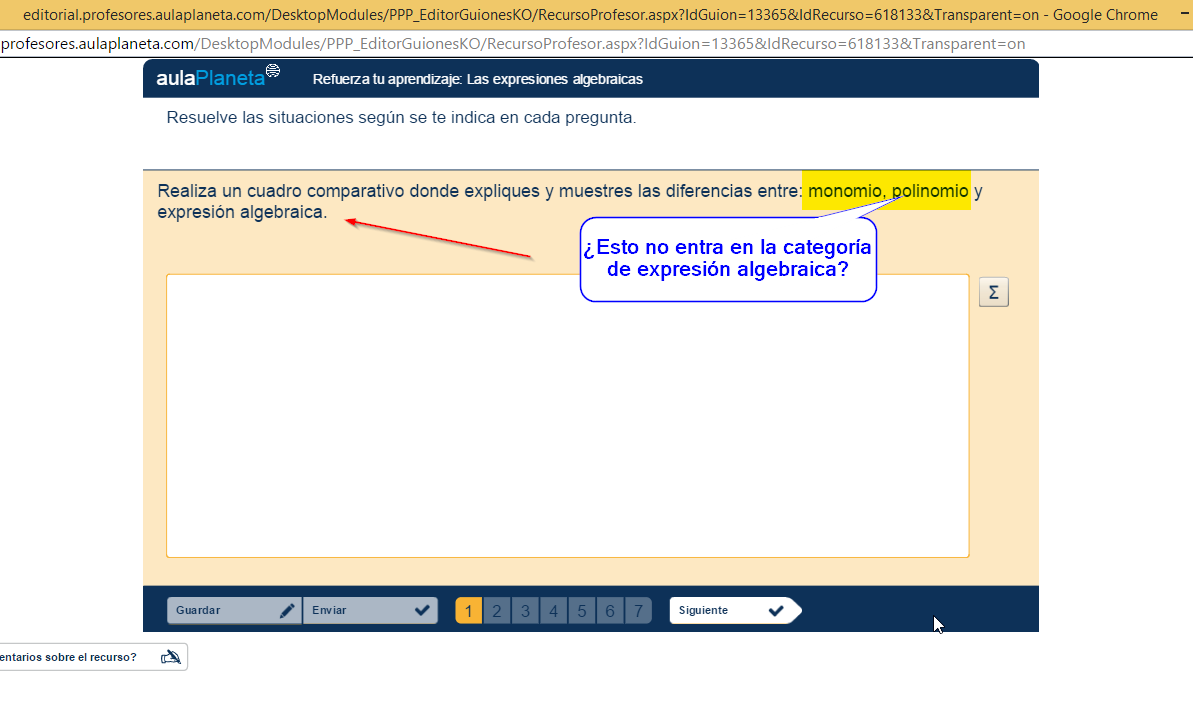 editorial.profesores.aulaplaneta.com/DesktopModules/PPP_EditorGuionesKO/RecursoProfesor.aspx?IdGuion=13365&IdRecurso=618133&Transparent=on - Google Chrome
profesores.aulaplaneta.com/DesktopModules/PPP_EditorGuionesKO/RecursoProfesor.aspx?IdGuion=13365&IdRecurso=618133&Transparent=on
aulaPlaneta Refuerza tu aprendizaje: Las expresiones algebraicas
Resuelve las situaciones según se te indica en cada pregunta.
Realiza un cuadro comparativo donde expliques y muestres las diferencias entre: monomio, polinomio y
expresión algebraica.
¿Esto no entra en la categoría
de expresión algebraica?
Σ
Guardar Enviar 1 2 3 4 5 6 7 Siguiente
entarios sobre el recurso?